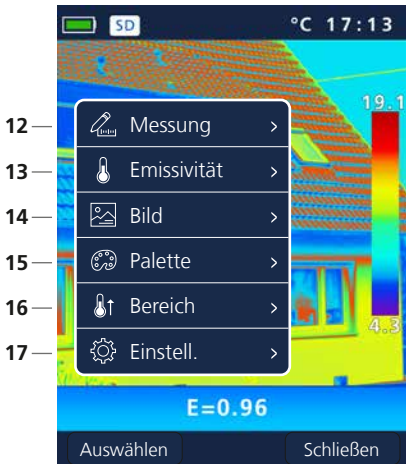 SD °C 17:13
19.1
12 Messung >
13 Emissivität >
14 Bild >
15 Palette >
16 Bereich >
17 Einstell. >
4.3
E=0.96
Auswählen Schließen